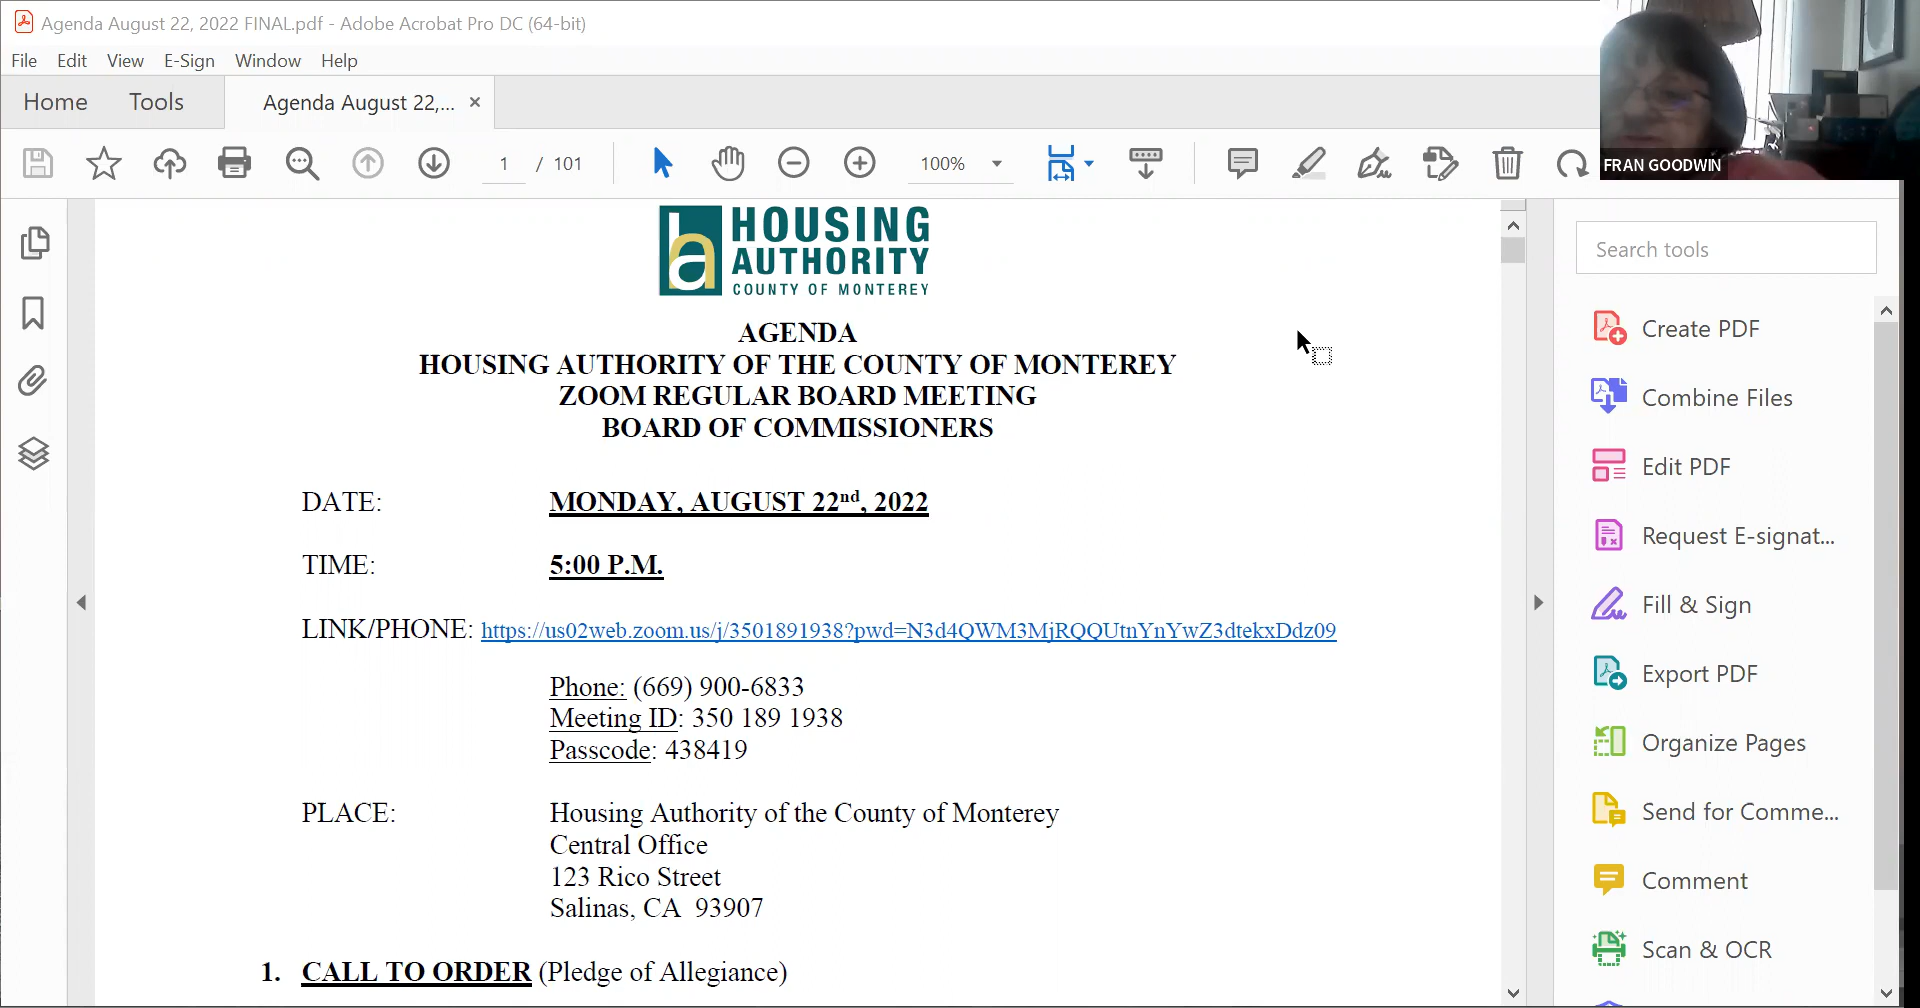 Agenda August 22, 2022 FINAL.pdf - Adobe Acrobat Pro DC (64-bit)
File Edit View E-Sign Window Help
Home Tools Agenda August 22,... ×
1 / 101 100%
FRAN GOODWIN
HOUSING
AUTHORITY
COUNTY OF MONTEREY
AGENDA
HOUSING AUTHORITY OF THE COUNTY OF MONTEREY
ZOOM REGULAR BOARD MEETING
BOARD OF COMMISSIONERS
DATE: MONDAY, AUGUST 22nd, 2022
TIME: 5:00 P.M.
LINK/PHONE: https://us02web.zoom.us/j/3501891938?pwd=N3d4QWM3MjRQQUtnYnYwZ3dtekxDdz09
Phone: (669) 900-6833
Meeting ID: 350 189 1938
Passcode: 438419
PLACE: Housing Authority of the County of Monterey
Central Office
123 Rico Street
Salinas, CA 93907
1. CALL TO ORDER (Pledge of Allegiance)
Search tools
Create PDF
Combine Files
Edit PDF
Request E-signat...
Fill & Sign
Export PDF
Organize Pages
Send for Comme...
Comment
Scan & OCR